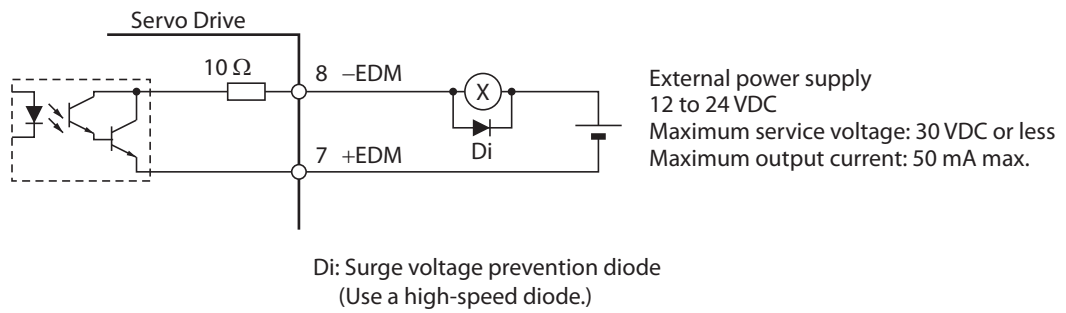 Servo Drive
10 Ω
8 –EDM
X
Di
7 +EDM
External power supply
12 to 24 VDC
Maximum service voltage: 30 VDC or less
Maximum output current: 50 mA max.
Di: Surge voltage prevention diode
(Use a high-speed diode.)